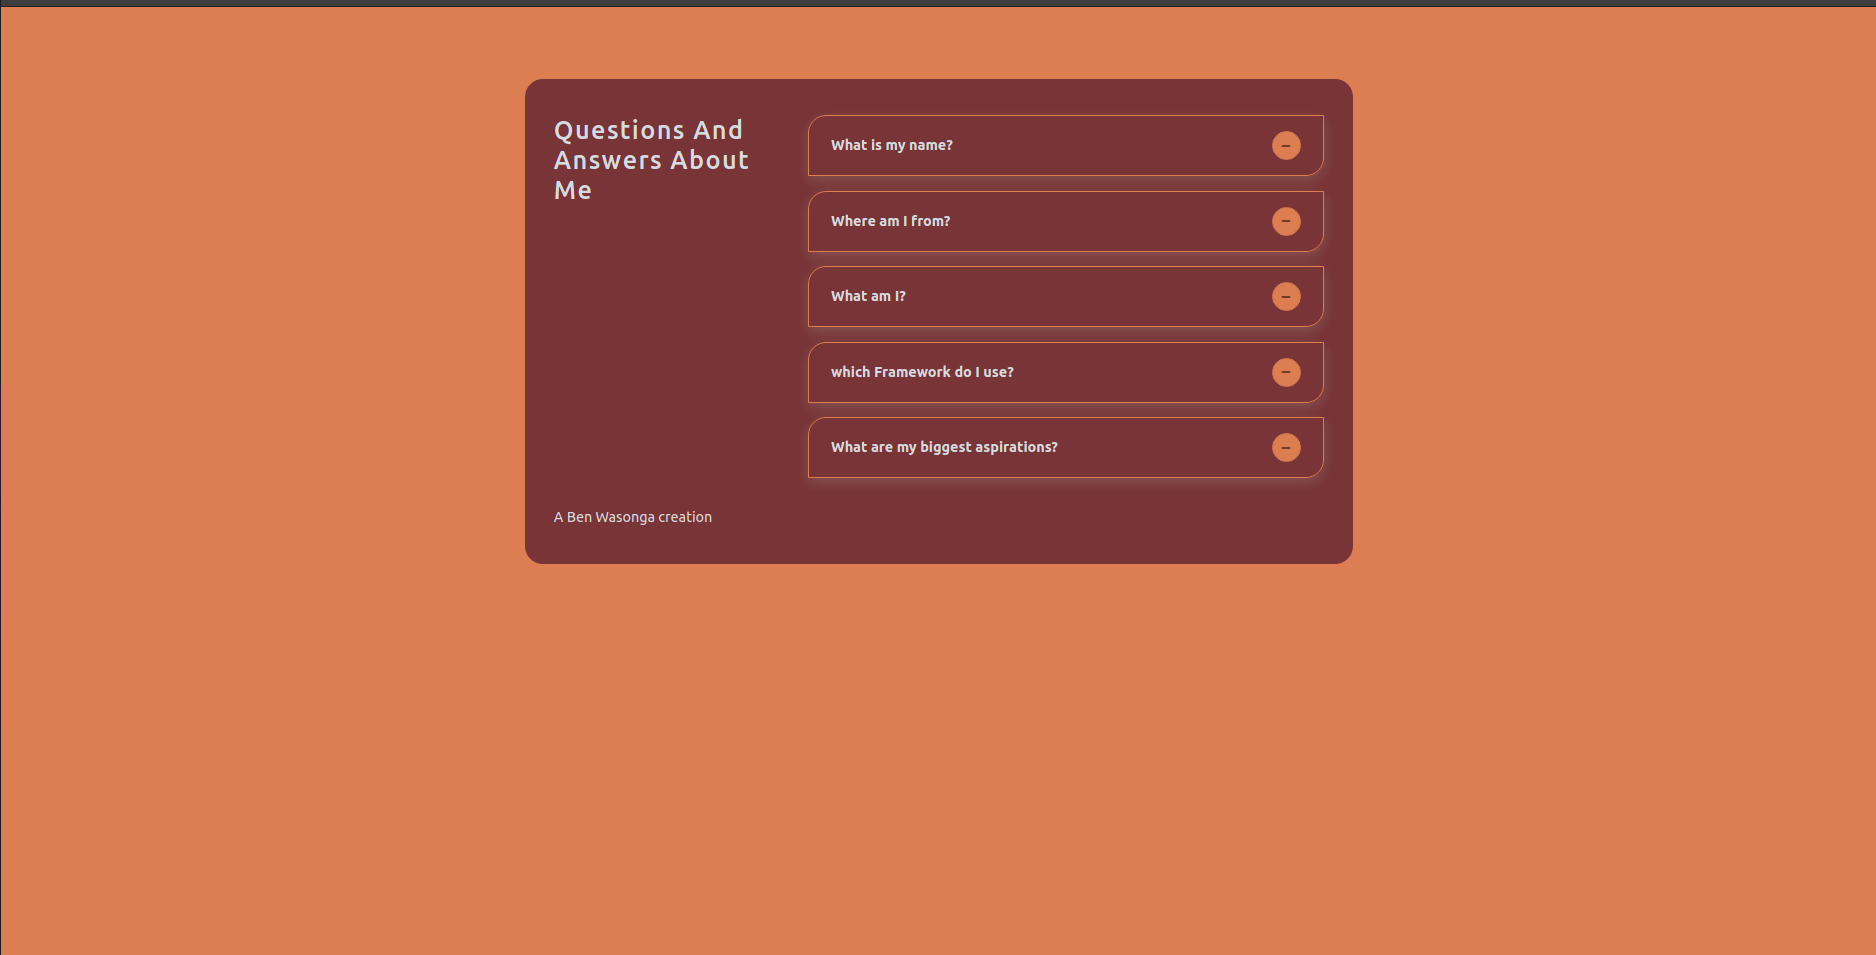 Questions And
Answers About
Me
What is my name?
Where am I from?
What am I?
which Framework do I use?
What are my biggest aspirations?
A Ben Wasonga creation